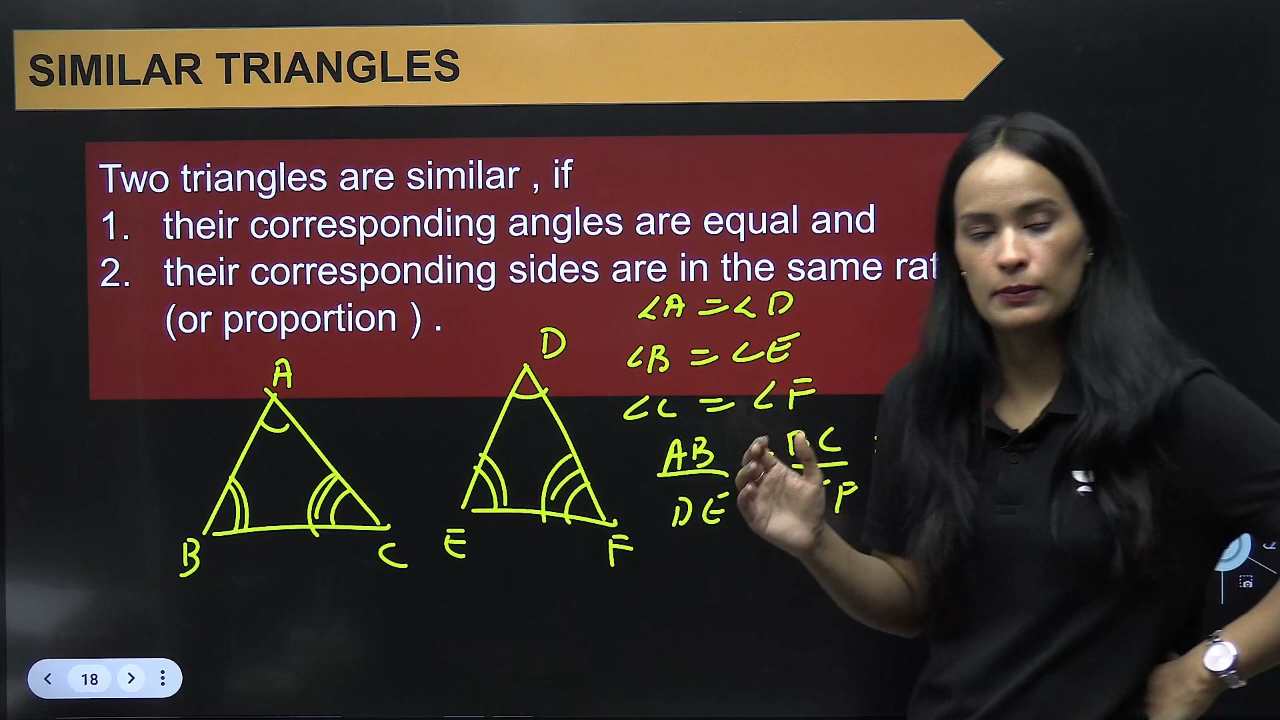 SIMILAR TRIANGLES
Two triangles are similar , if
1. their corresponding angles are equal and
2. their corresponding sides are in the same
(or proportion ) .
∠A = ∠D
∠B = ∠E
∠C = ∠F
AB
DE
A
B
C
D
E
F
18